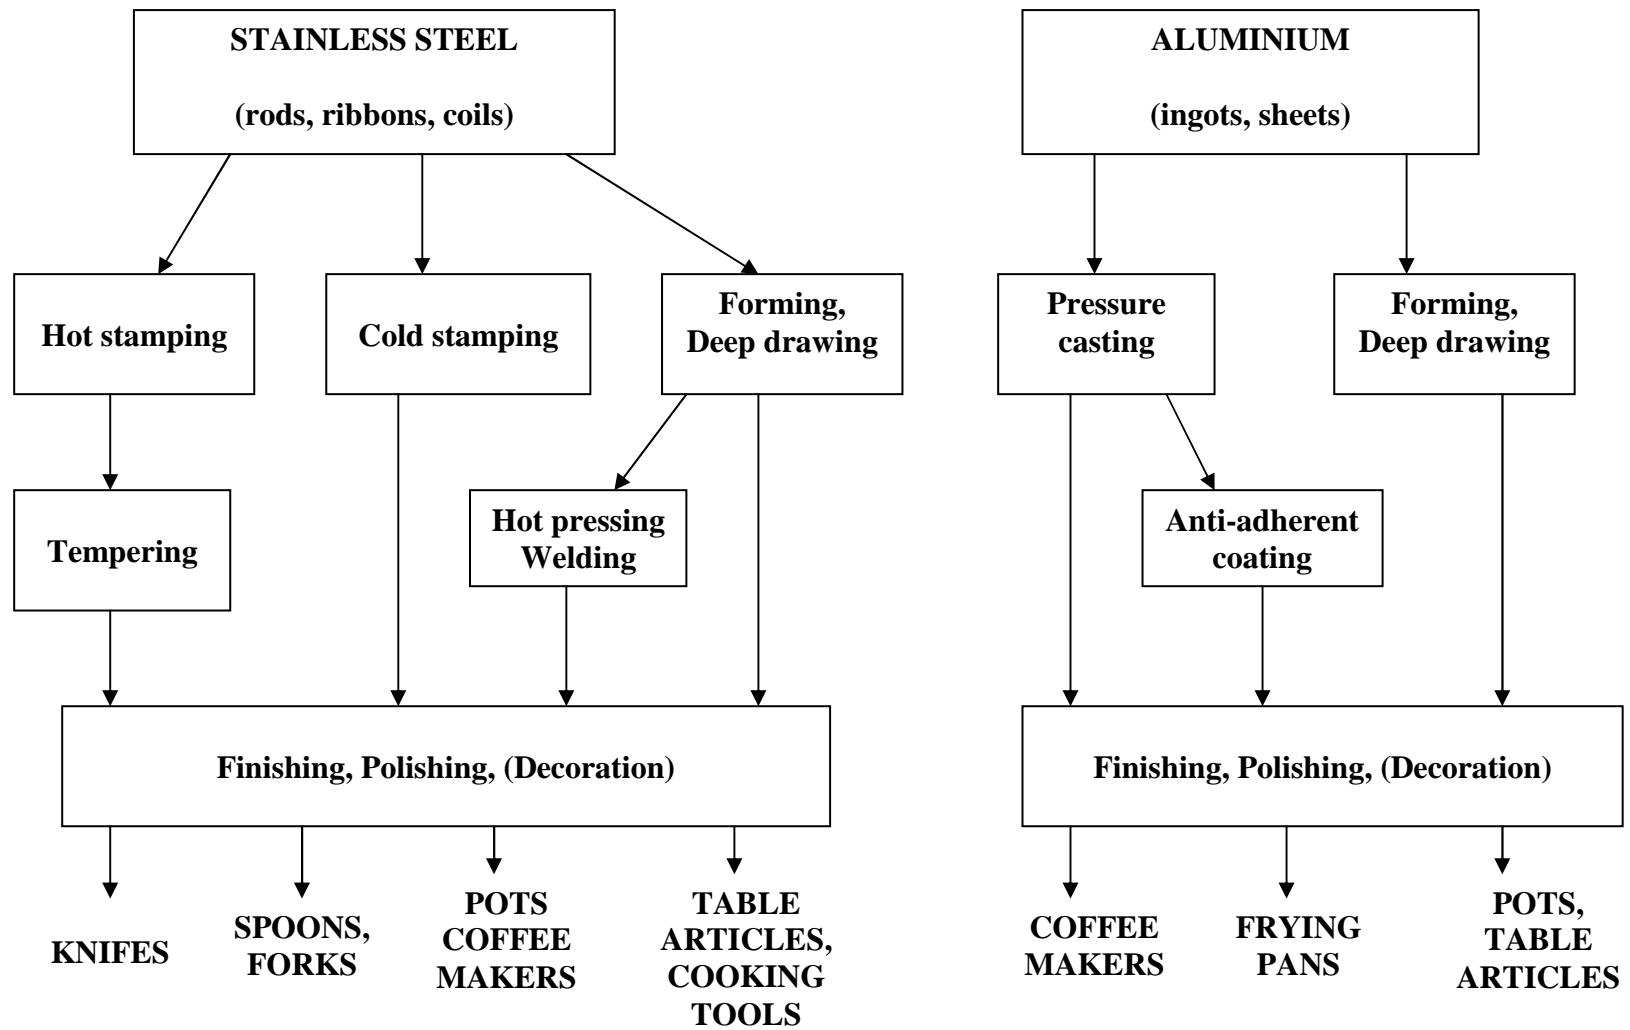 STAINLESS STEEL
(rods, ribbons, coils)
ALUMINIUM
(ingots, sheets)
Hot stamping
Cold stamping
Forming,
Deep drawing
Pressure
casting
Forming,
Deep drawing
Tempering
Hot pressing
Welding
Anti-adherent
coating
Finishing, Polishing, (Decoration)
Finishing, Polishing, (Decoration)
KNIFES
SPOONS,
FORKS
POTS
COFFEE
MAKERS
TABLE
ARTICLES,
COOKING
TOOLS
COFFEE
MAKERS
FRYING
PANS
POTS,
TABLE
ARTICLES